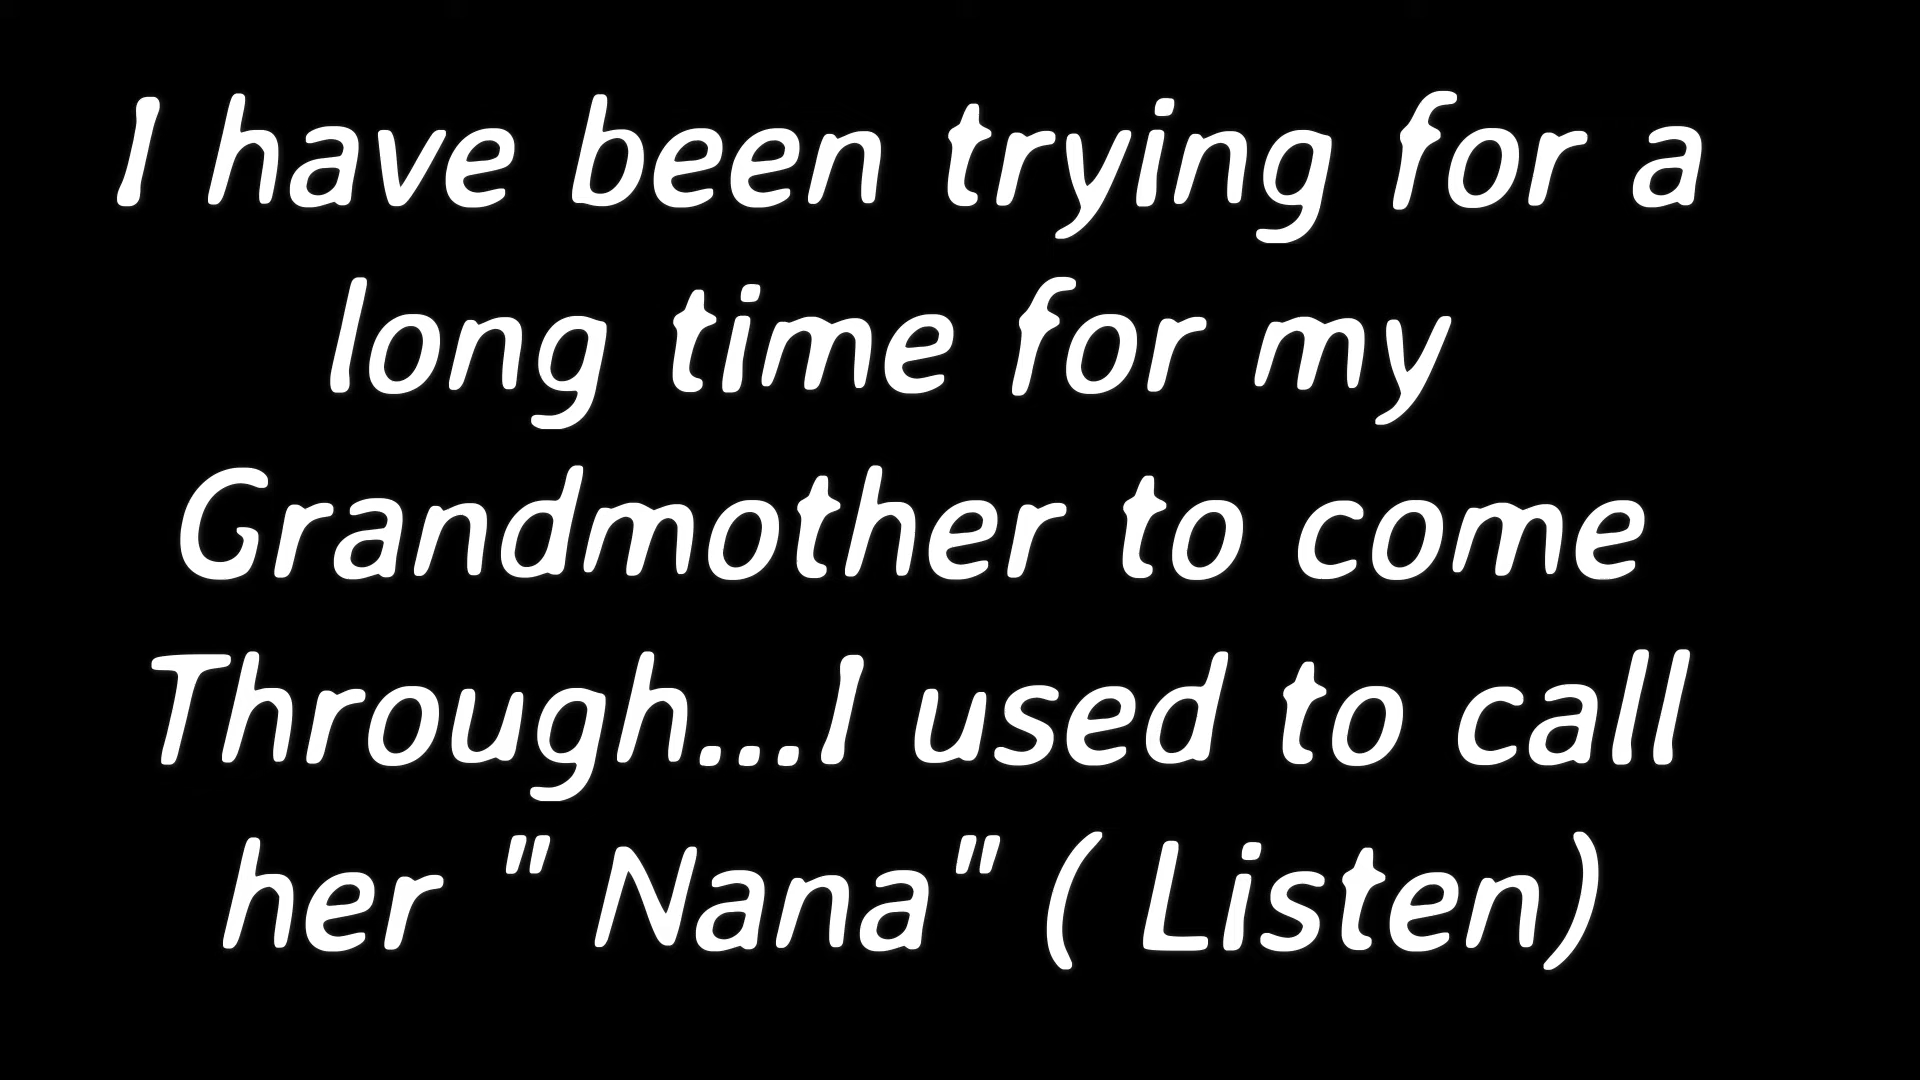 I have been trying for a
long time for my
Grandmother to come
Through...I used to call
her " Nana" ( Listen)